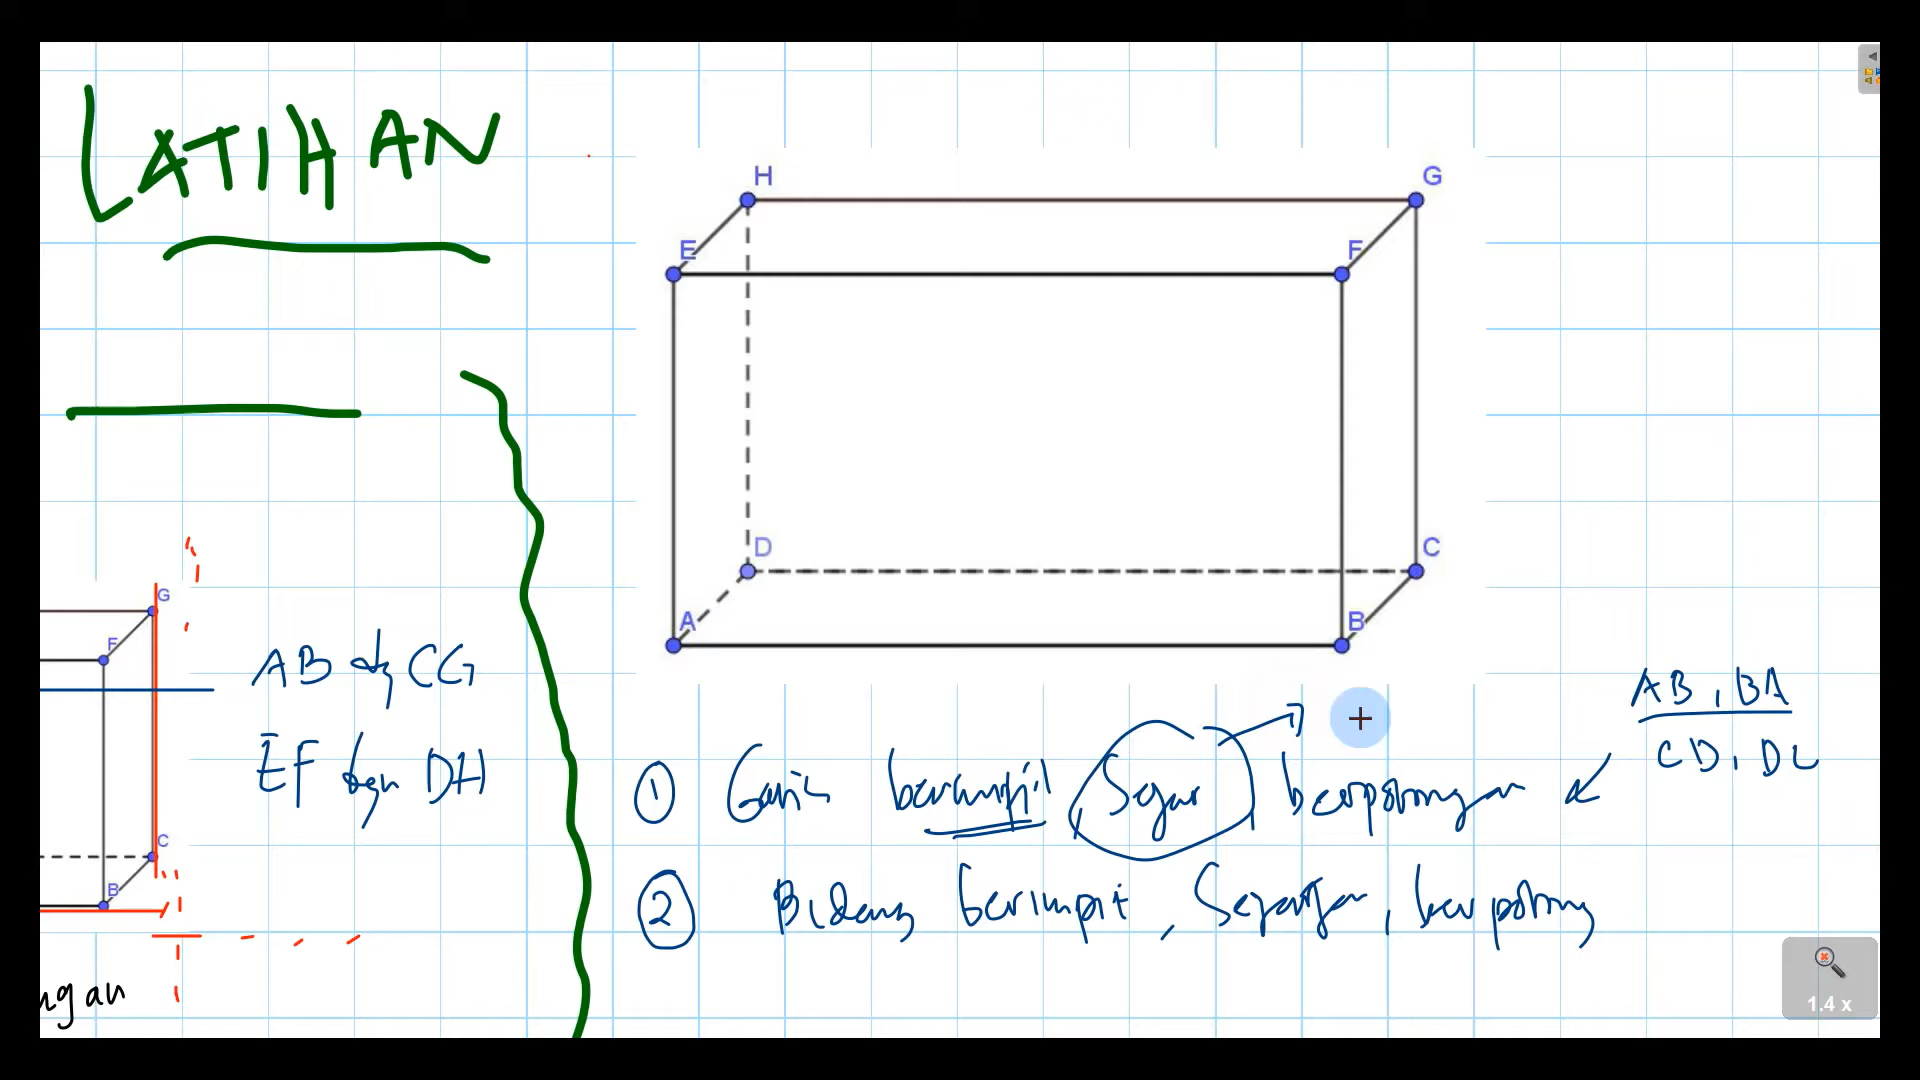 LATIHAN
H
G
E
F
D
C
A
B
G
F
C
B
AB dg CG
EF dgn DH
ngan
AB, BA
CD, DC
① Garis berimpit, Sejajar berpotongan
② Bidang berimpit, Sejajar, berpotong
1.4 x